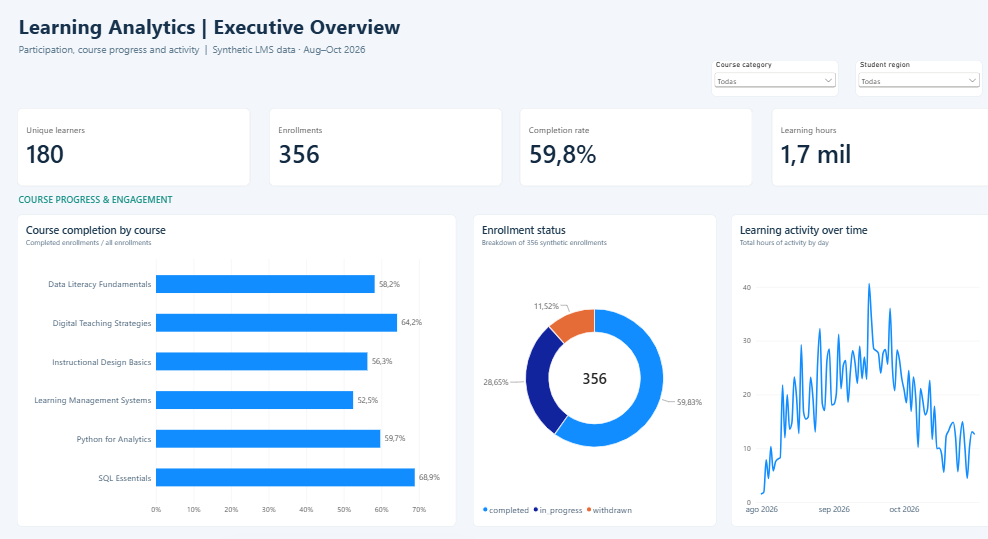 Learning Analytics | Executive Overview
Participation, course progress and activity | Synthetic LMS data · Aug–Oct 2026
Course category
Todas
Student region
Todas
Unique learners
180
Enrollments
356
Completion rate
59,8%
Learning hours
1,7 mil
COURSE PROGRESS & ENGAGEMENT
Course completion by course
Completed enrollments / all enrollments
Data Literacy Fundamentals
58,2%
Digital Teaching Strategies
64,2%
Instructional Design Basics
56,3%
Learning Management Systems
52,5%
Python for Analytics
59,7%
SQL Essentials
68,9%
0% 10% 20% 30% 40% 50% 60% 70%
Enrollment status
Breakdown of 356 synthetic enrollments
11,52%
28,65%
356
59,83%
completed in_progress withdrawn
Learning activity over time
Total hours of activity by day
40
30
20
10
0
ago 2026 sep 2026 oct 2026